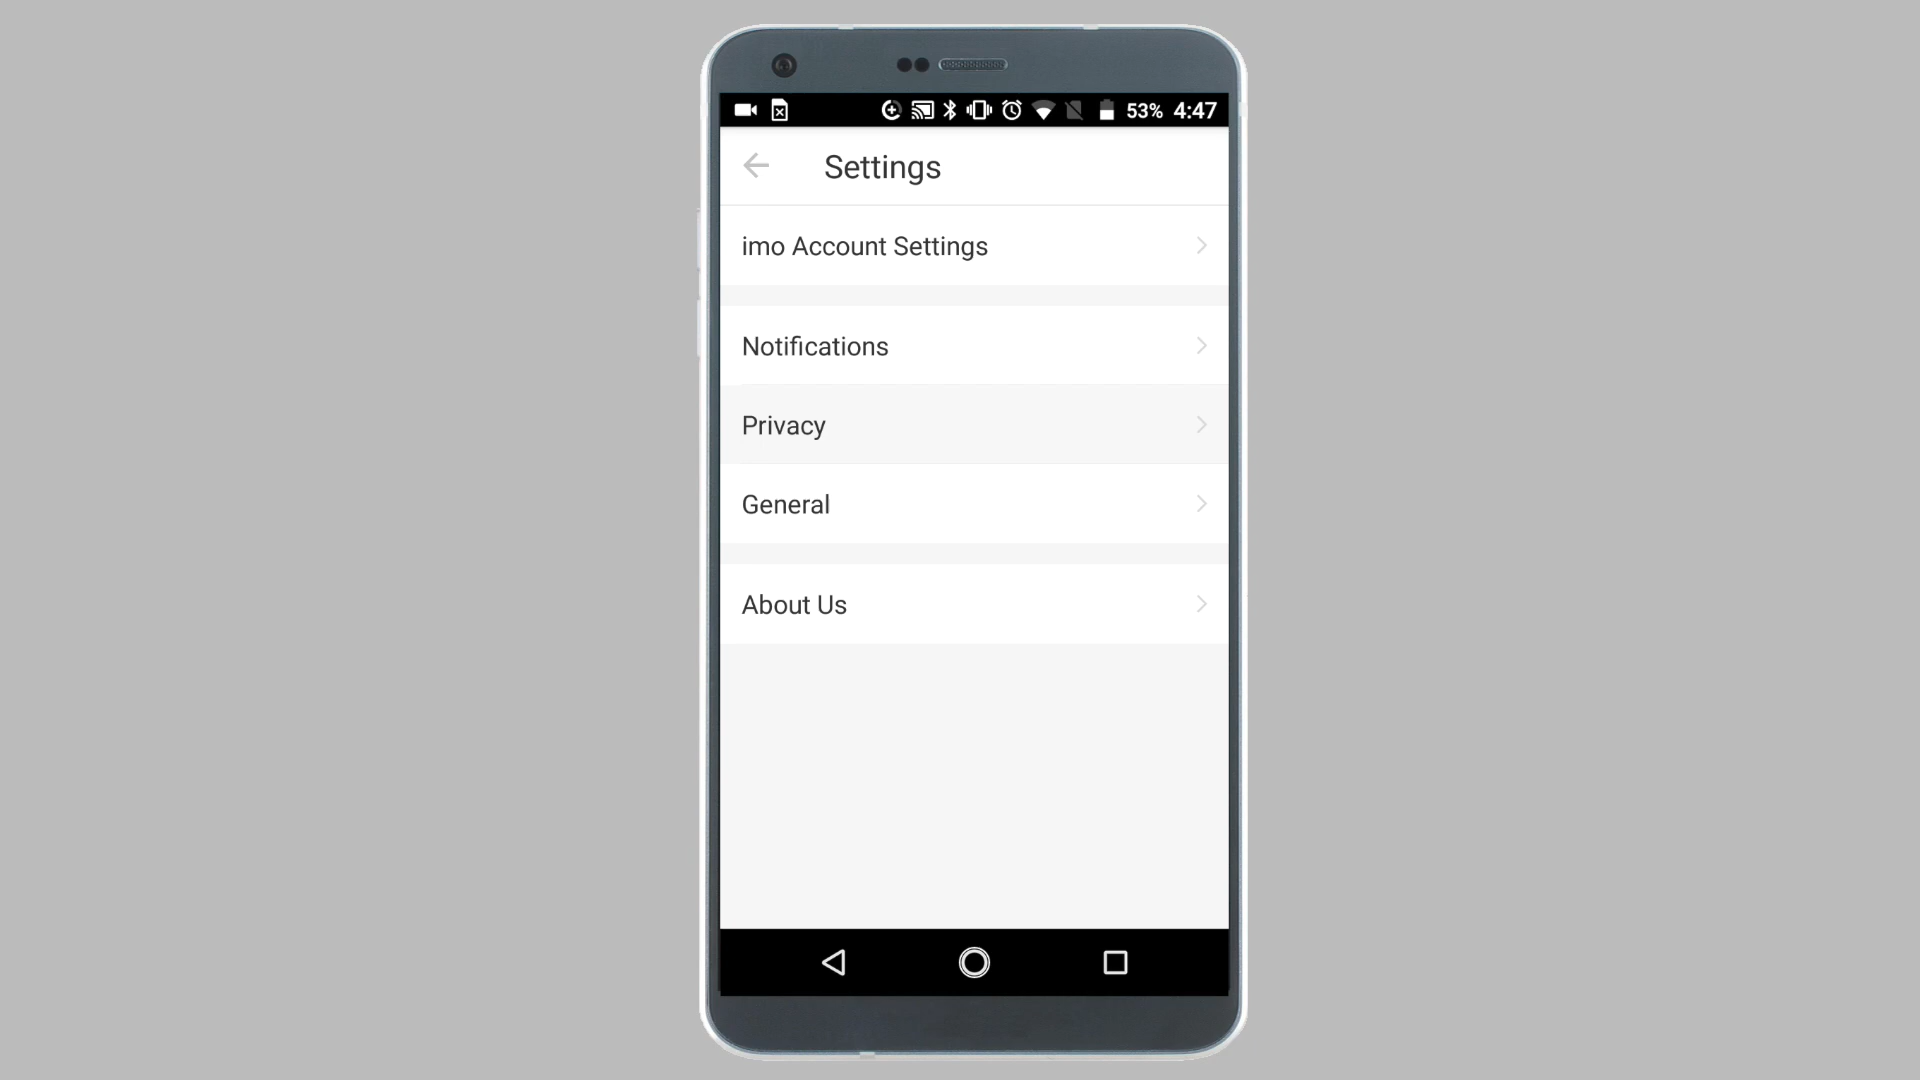 53% 4:47
Settings
imo Account Settings
Notifications
Privacy
General
About Us